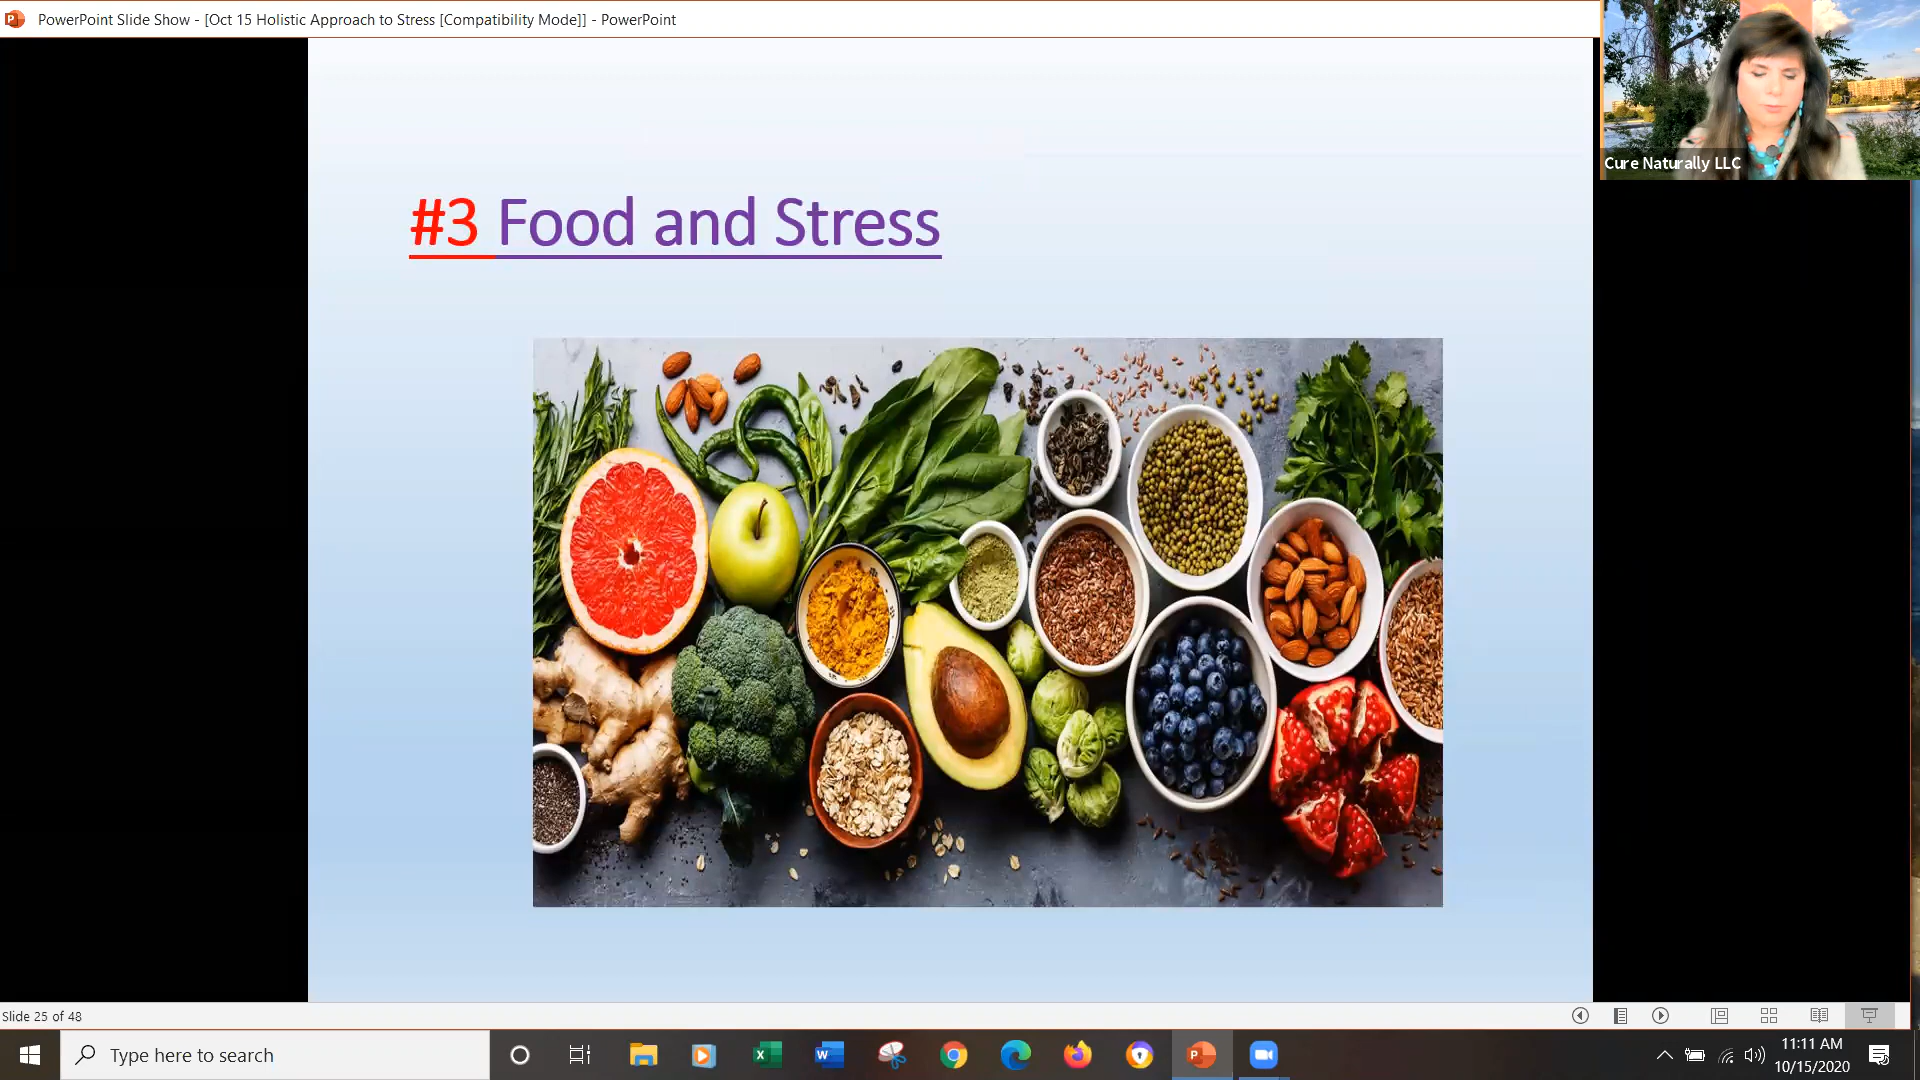 PowerPoint Slide Show - [Oct 15 Holistic Approach to Stress [Compatibility Mode]] - PowerPoint
Cure Naturally LLC
#3 Food and Stress
Slide 25 of 48
Type here to search
11:11 AM
10/15/2020